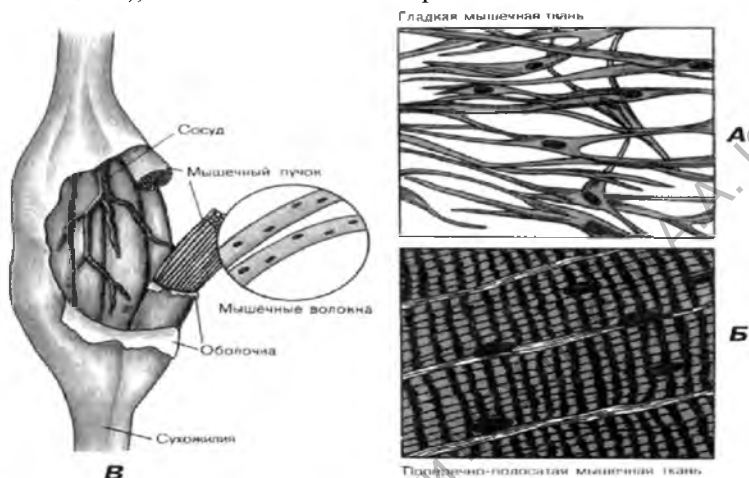 Гладкая мышечная ткань
Сосуд
Мышечный пучок
Мышечные волокна
Оболочка
Сухожилия
В
А
Б
Поперечно-полосатая мышечная ткань